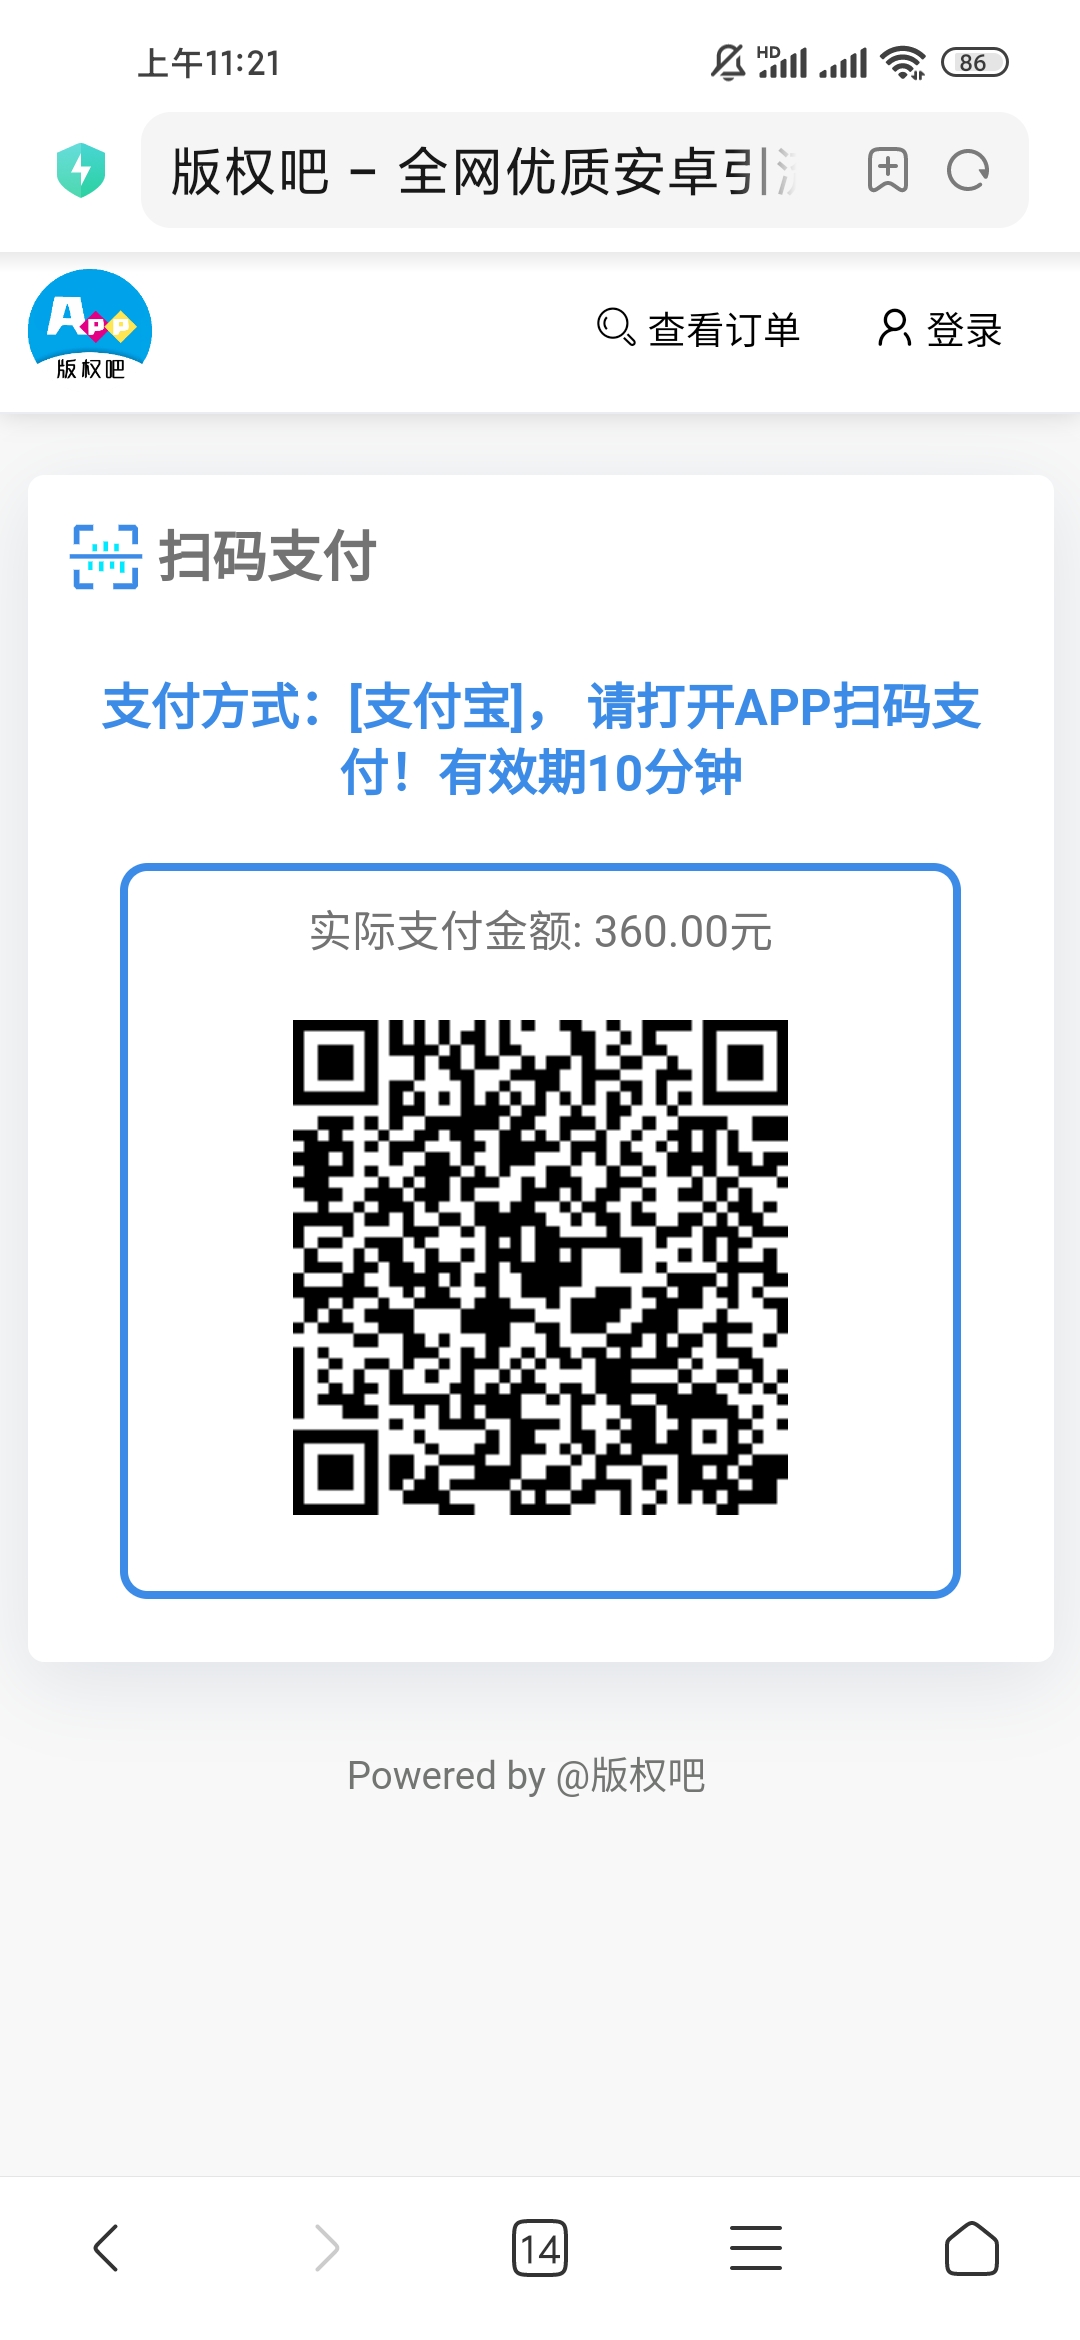 上午11:21
HD
86
版权吧 – 全网优质安卓引
APP
版权吧
查看订单
登录
扫码支付
支付方式：[支付宝]， 请打开APP扫码支
付！有效期10分钟
实际支付金额: 360.00元
Powered by @版权吧
14